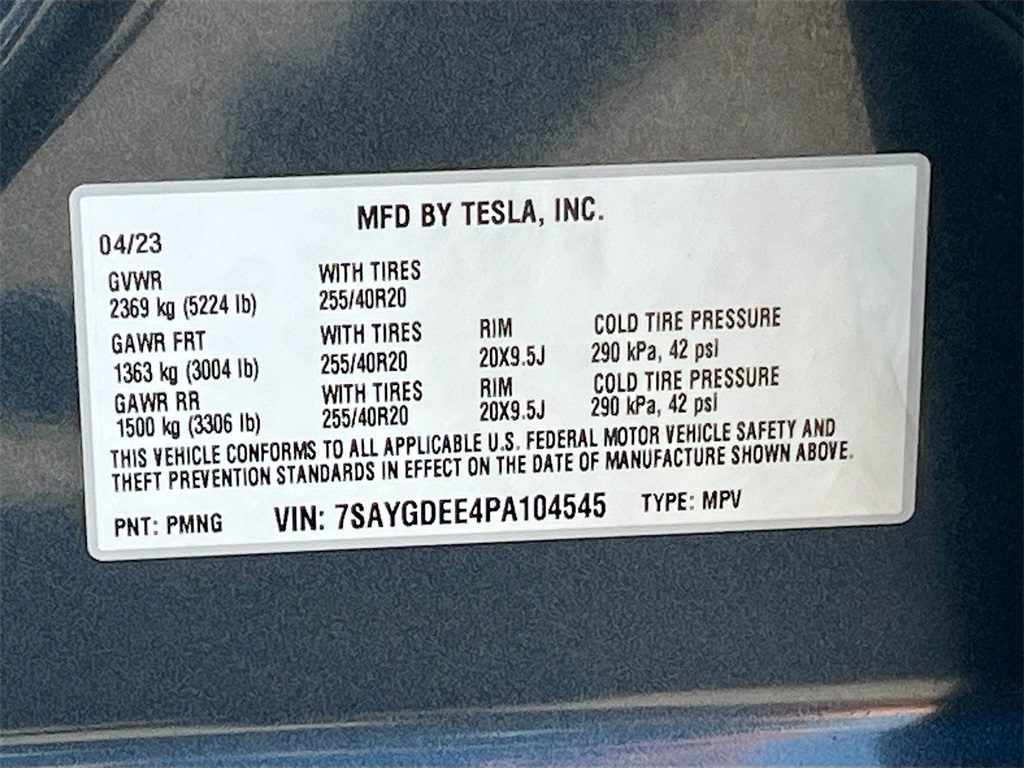 MFD BY TESLA, INC.
04/23
GVWR WITH TIRES
2369 kg (5224 lb) 255/40R20
GAWR FRT WITH TIRES RIM COLD TIRE PRESSURE
1363 kg (3004 lb) 255/40R20 20X9.5J 290 kPa, 42 psi
GAWR RR WITH TIRES RIM COLD TIRE PRESSURE
1500 kg (3306 lb) 255/40R20 20X9.5J 290 kPa, 42 psi
THIS VEHICLE CONFORMS TO ALL APPLICABLE U.S. FEDERAL MOTOR VEHICLE SAFETY AND
THEFT PREVENTION STANDARDS IN EFFECT ON THE DATE OF MANUFACTURE SHOWN ABOVE.
PNT: PMNG VIN: 7SAYGDEE4PA104545 TYPE: MPV